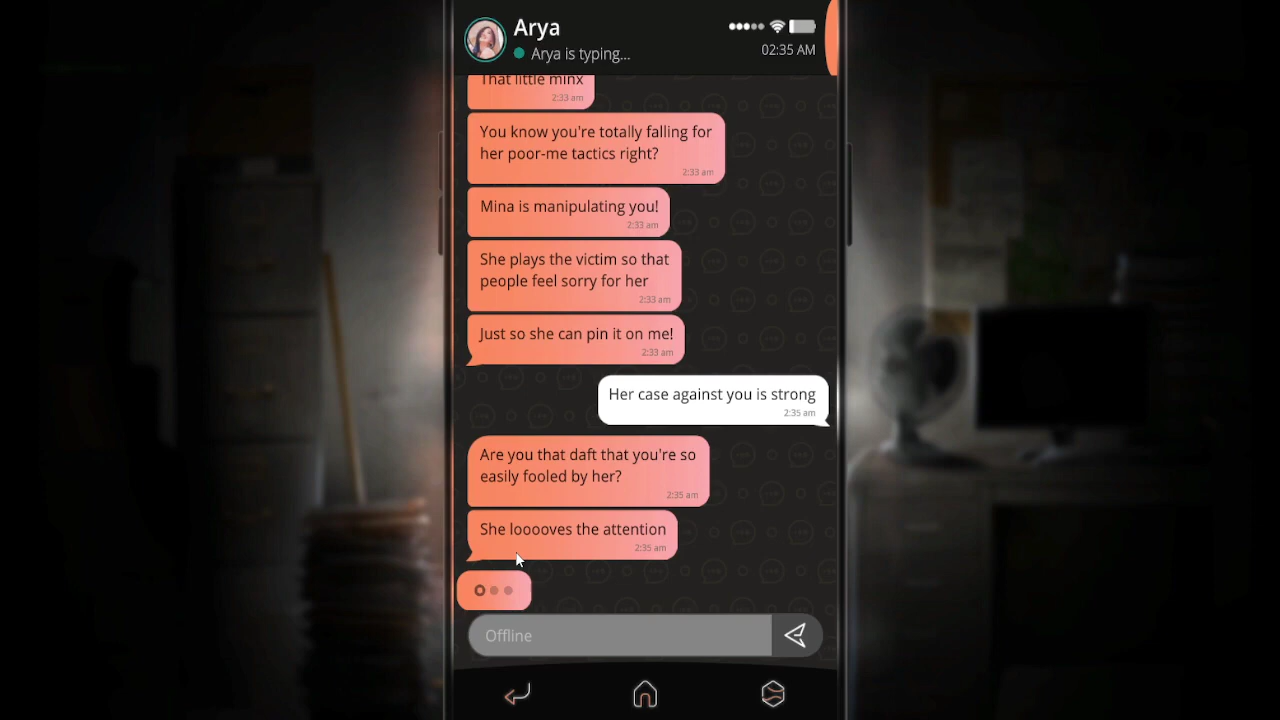 Arya
Arya is typing...
02:35 AM
That little minx
2:33 am
You know you're totally falling for
her poor-me tactics right?
2:33 am
Mina is manipulating you!
2:33 am
She plays the victim so that
people feel sorry for her
2:33 am
Just so she can pin it on me!
2:33 am
Her case against you is strong
2:35 am
Are you that daft that you're so
easily fooled by her?
2:35 am
She looooves the attention
2:35 am
Offline